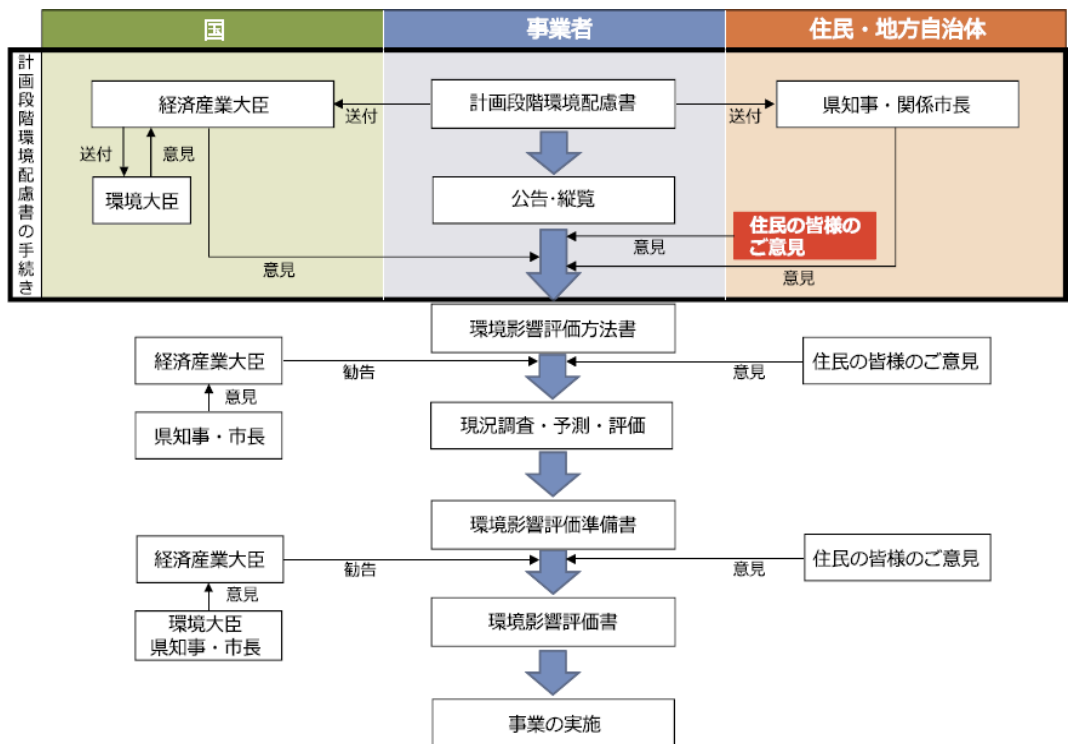 国
事業者
住民・地方自治体
計画段階環境配慮書の手続き
経済産業大臣
送付
計画段階環境配慮書
送付
県知事・関係市長
送付
意見
環境大臣
公告･縦覧
住民の皆様の
ご意見
意見
意見
意見
環境影響評価方法書
経済産業大臣
勧告
意見
住民の皆様のご意見
意見
県知事・市長
現況調査・予測・評価
環境影響評価準備書
経済産業大臣
勧告
意見
住民の皆様のご意見
意見
環境大臣
県知事・市長
環境影響評価書
事業の実施